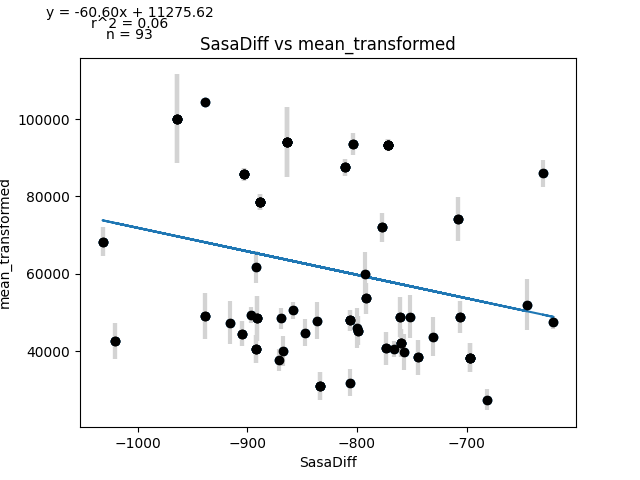 y = -60.60x + 11275.62
r^2 = 0.06
n = 93
SasaDiff vs mean_transformed
100000
80000
60000
40000
mean_transformed
−1000
−900
−800
−700
SasaDiff